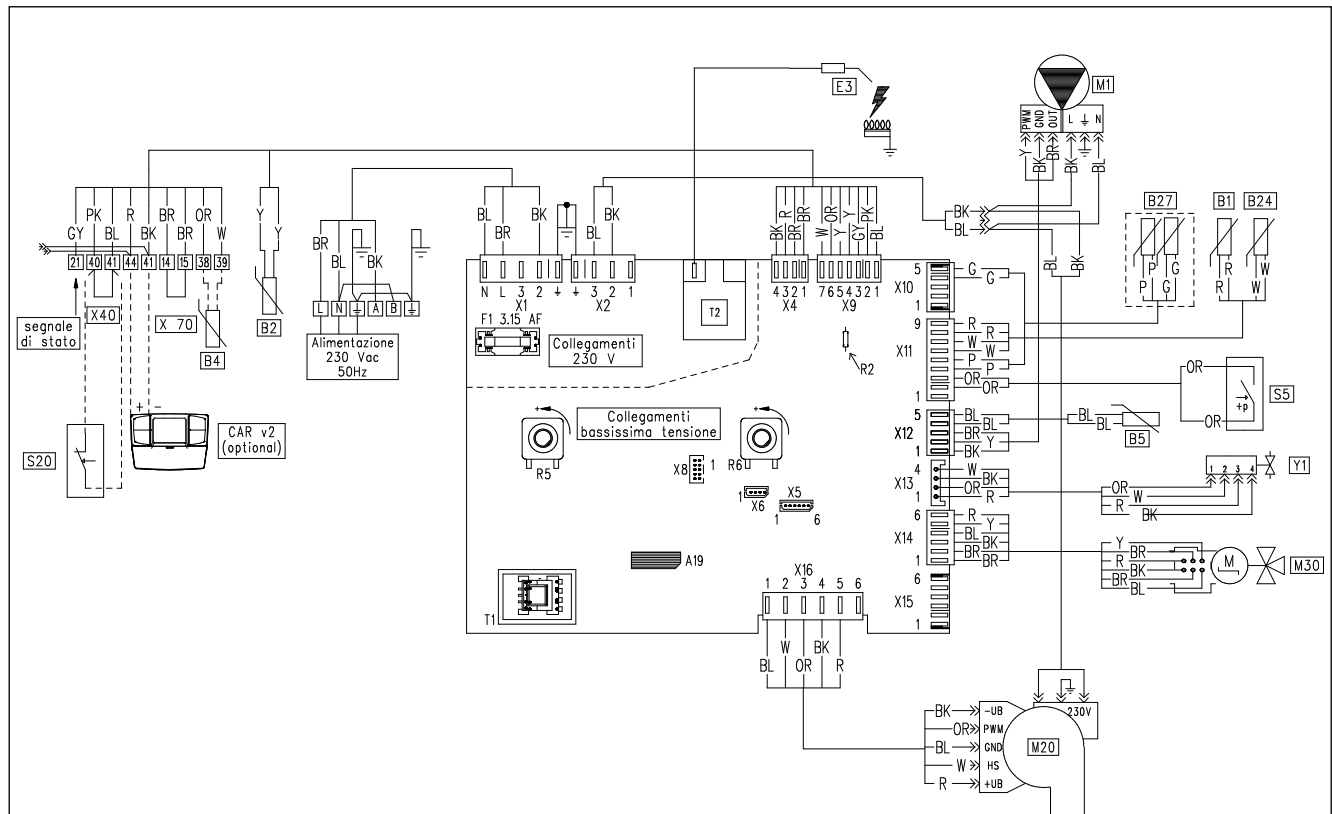 E3
M1
PWM
GND
OUT
L
N
Y
BK
BR
BK
BL
GY
PK
BL
R
BK
BR
BR
OR
W
21
40
41
44
41
14
15
38
39
segnale
di stato
X40
X 70
B4
Y
Y
B2
BR
BL
BK
L
N
A
B
Alimentazione
230 Vac
50Hz
+ -
S20
CAR v2
(optional)
BL
BR
BK
BL
BK
N L 3 2
X1
3 2 1
X2
F1 3.15 AF
Collegamenti
230 V
T2
BK
R
BR
BR
W
OR
Y
Y
GY
PK
BL
4 3 2 1
X4
7 6 5 4 3 2 1
X9
R2
BK
BL
BL
BK
B27
B1
B24
P
G
P
G
R
R
W
W
5
X10
1
G
G
9
X11
1
R
R
W
W
P
P
OR
OR
OR
OR
+p
S5
5
X12
1
BL
BL
BR
Y
BK
BL
BL
B5
4
X13
1
W
BK
OR
R
1 2 3 4
Y1
OR
W
R
BK
6
X14
1
R
Y
BL
BK
BR
BR
Y
BR
R
BK
BR
BL
M
M30
6
X15
1
+
R5
Collegamenti
bassissima tensione
+
R6
X8
1
1
X6
X5
1
6
A19
T1
X16
1 2 3 4 5 6
BL
W
OR
BK
R
BK
OR
BL
W
R
-UB
PWM
GND
HS
+UB
230V
M20